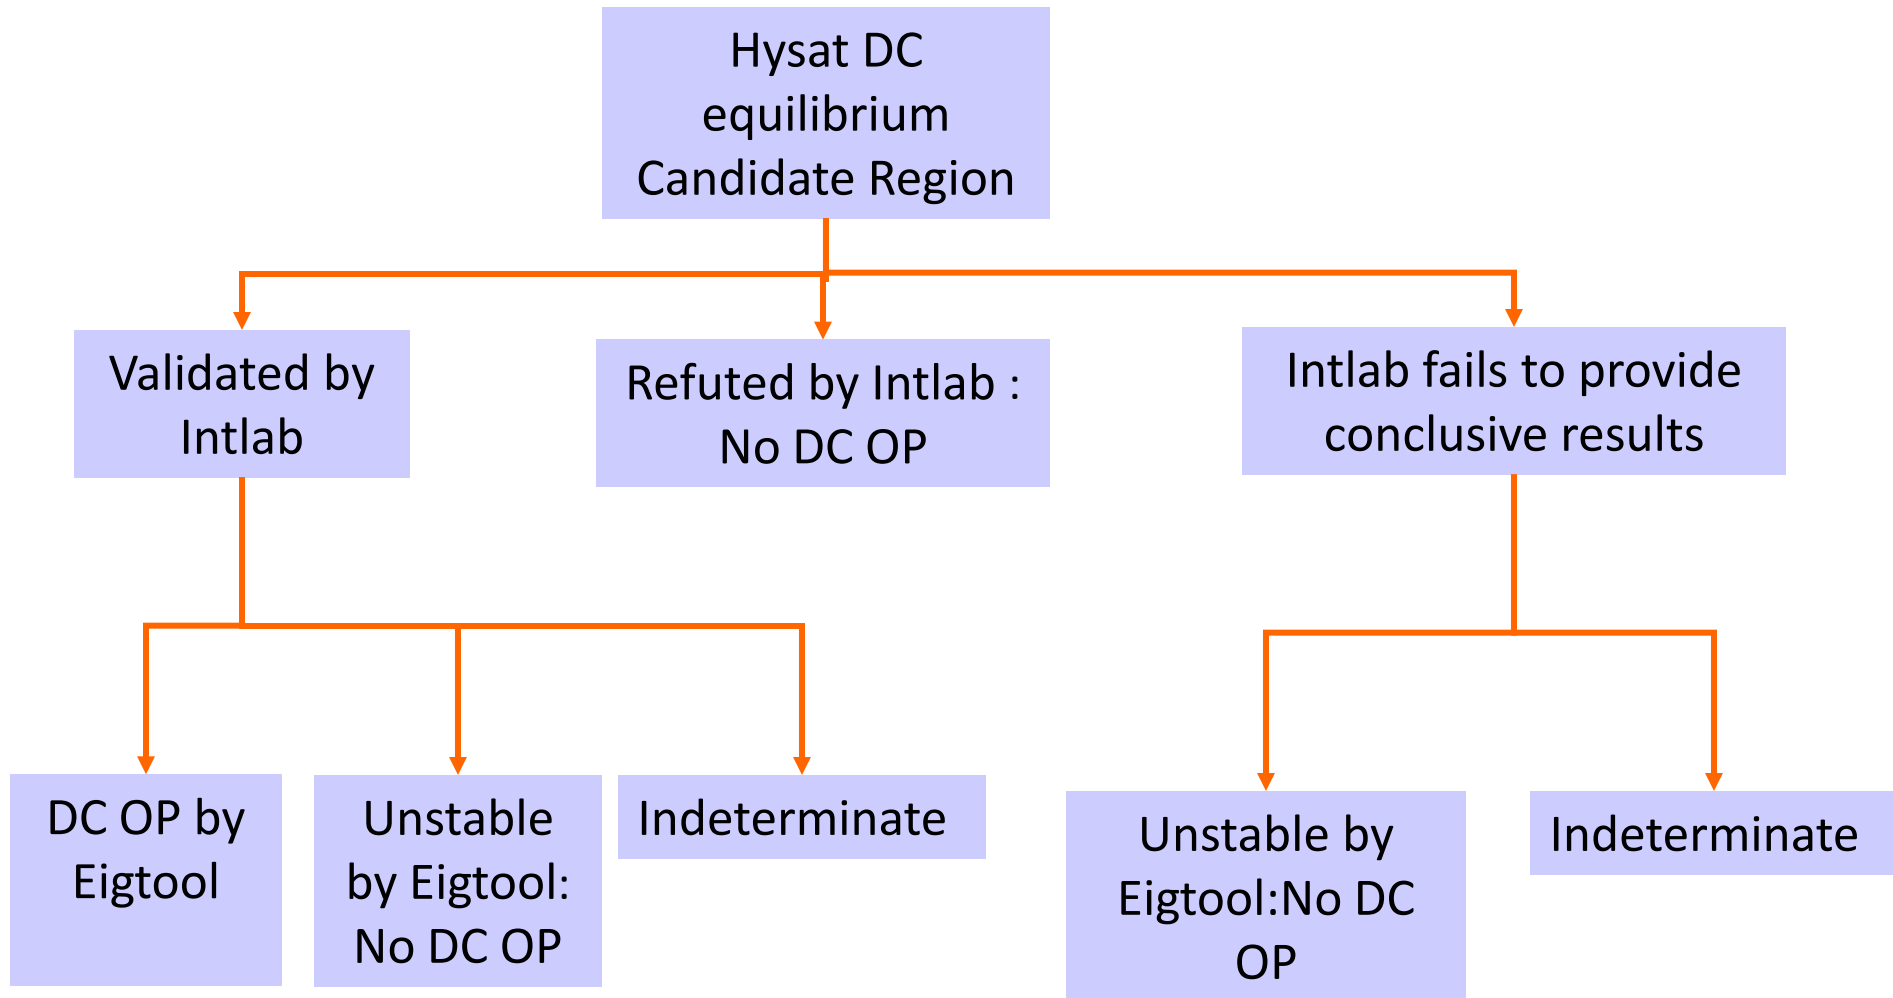 Hysat DC
equilibrium
Candidate Region
Validated by
Intlab
Refuted by Intlab :
No DC OP
Intlab fails to provide
conclusive results
DC OP by
Eigtool
Unstable
by Eigtool:
No DC OP
Indeterminate
Unstable by
Eigtool:No DC
OP
Indeterminate